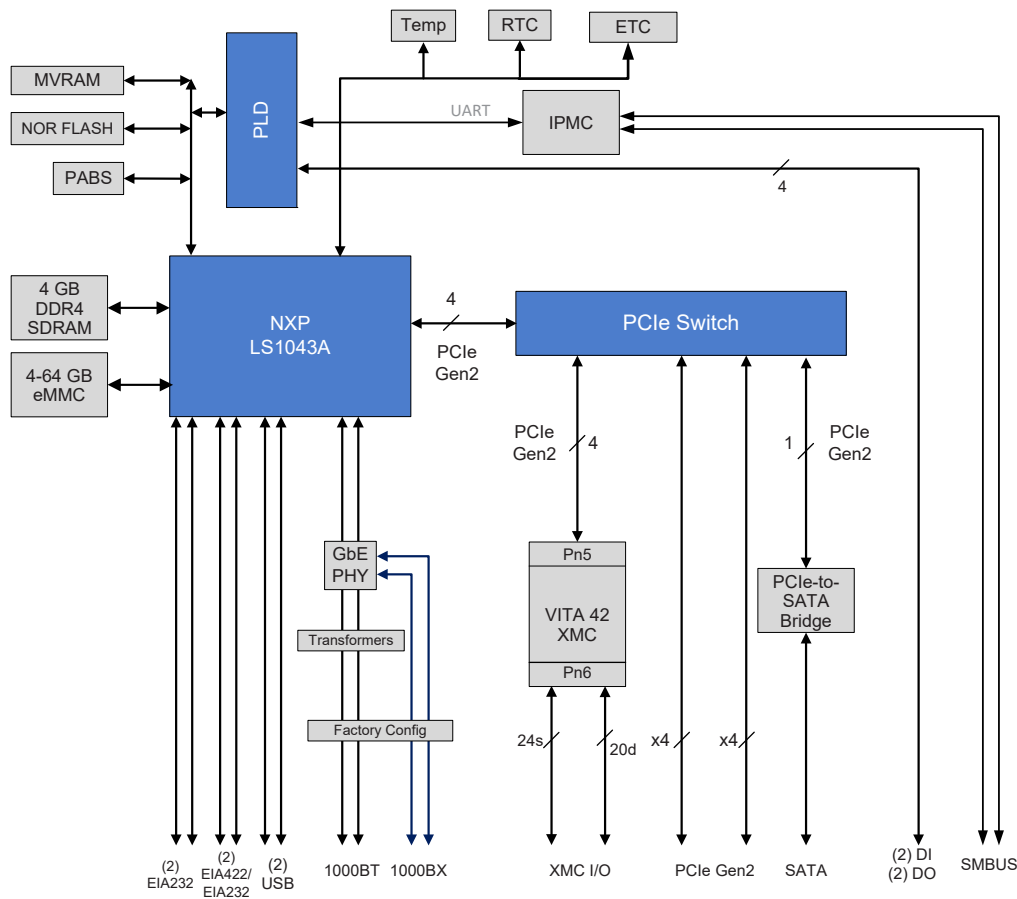 Temp
RTC
ETC
MVRAM
NOR FLASH
PABS
PLD
UART
IPMC
4
4 GB
DDR4
SDRAM
4-64 GB
eMMC
NXP
LS1043A
4
PCIe
Gen2
PCIe Switch
PCIe
Gen2
4
1
PCIe
Gen2
GbE
PHY
Transformers
Factory Config
Pn5
VITA 42
XMC
Pn6
PCIe-to-
SATA
Bridge
24s
20d
x4
x4
(2)
EIA232
(2)
EIA422/
EIA232
(2)
USB
1000BT
1000BX
XMC I/O
PCIe Gen2
SATA
(2) DI
(2) DO
SMBUS